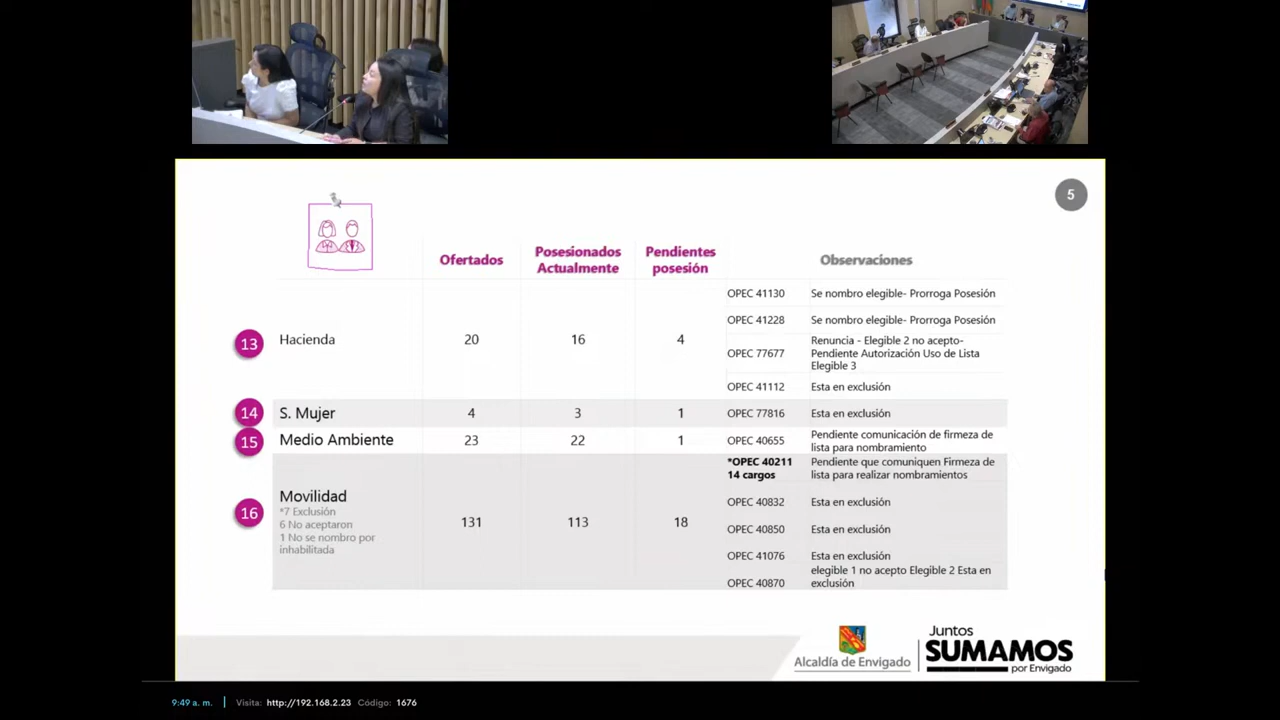 5
Ofertados
Posesionados
Actualmente
Pendientes
posesión
Observaciones
13
Hacienda
20
16
4
OPEC 41130
Se nombro elegible- Prorroga Posesión
OPEC 41228
Se nombro elegible- Prorroga Posesión
OPEC 77677
Renuncia - Elegible 2 no acepto-
Pendiente Autorización Uso de Lista
Elegible 3
OPEC 41112
Esta en exclusión
14
S. Mujer
4
3
1
OPEC 77816
Esta en exclusión
15
Medio Ambiente
23
22
1
OPEC 40655
Pendiente comunicación de firmeza de
lista para nombramiento
16
Movilidad
*7 Exclusión
6 No aceptaron
1 No se nombro por
inhabilitada
131
113
18
*OPEC 40211
14 cargos
Pendiente que comuniquen Firmeza de
lista para realizar nombramientos
OPEC 40832
Esta en exclusión
OPEC 40850
Esta en exclusión
OPEC 41076
Esta en exclusión
OPEC 40870
elegible 1 no acepto Elegible 2 Esta en
exclusión
Alcaldía de Envigado
Juntos
SUMAMOS
por Envigado
9:49 a. m. | Visita: http://192.168.2.23 Código: 1676